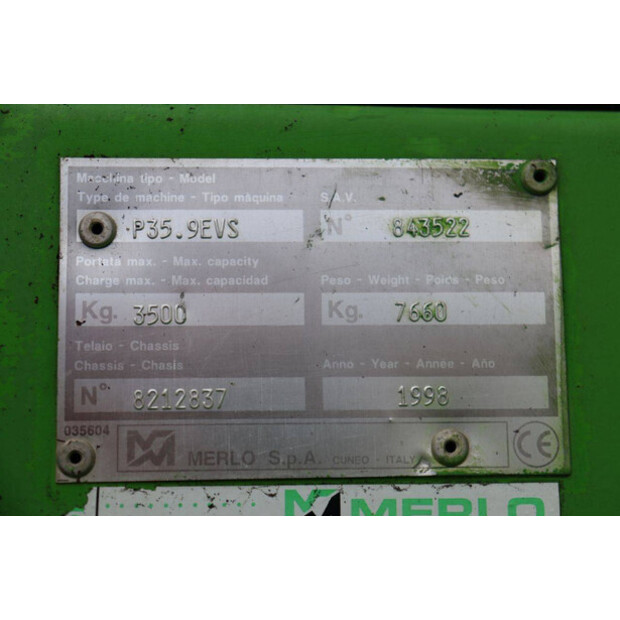 Macchina tipo - Model
Type de machine - Tipo máquina
P35.9EVS
S.A.V.
N° 843522
Portata max. - Max. capacity
Charge max. - Max. capacidad
Kg. 3500
Peso - Weight - Poids - Peso
Kg. 7660
Telaio - Chassis
Chassis - Chasis
N° 8212837
Anno - Year - Année - Año
1998
035604
MERLO S.p.A. CUNEO - ITALY
CE
MERLO